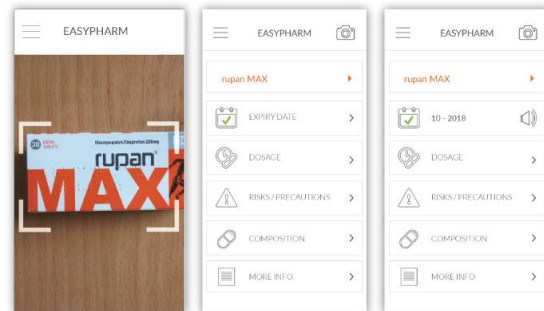 EASYPHARM
rupan
MAX
EASYPHARM
rupan MAX
EXPIRY DATE
DOSAGE
RISKS / PRECAUTIONS
COMPOSITION
MORE INFO
EASYPHARM
rupan MAX
10 - 2018
DOSAGE
RISKS / PRECAUTIONS
COMPOSITION
MORE INFO